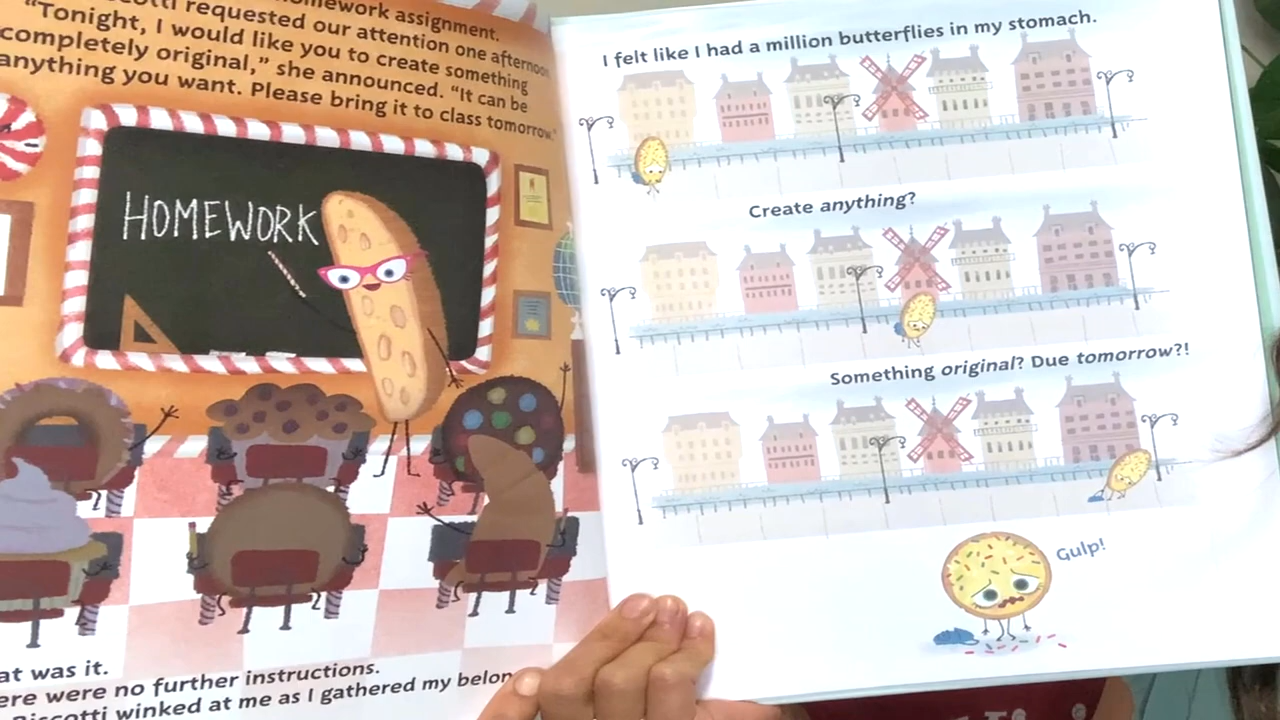 homework assignment.
requested our attention one afternoon
"Tonight, I would like you to create something
completely original," she announced. "It can be
anything you want. Please bring it to class tomorrow."
HOMEWORK
at was it.
ere were no further instructions.
Biscotti winked at me as I gathered my belon
I felt like I had a million butterflies in my stomach.
Create anything?
Something original? Due tomorrow?!
Gulp!